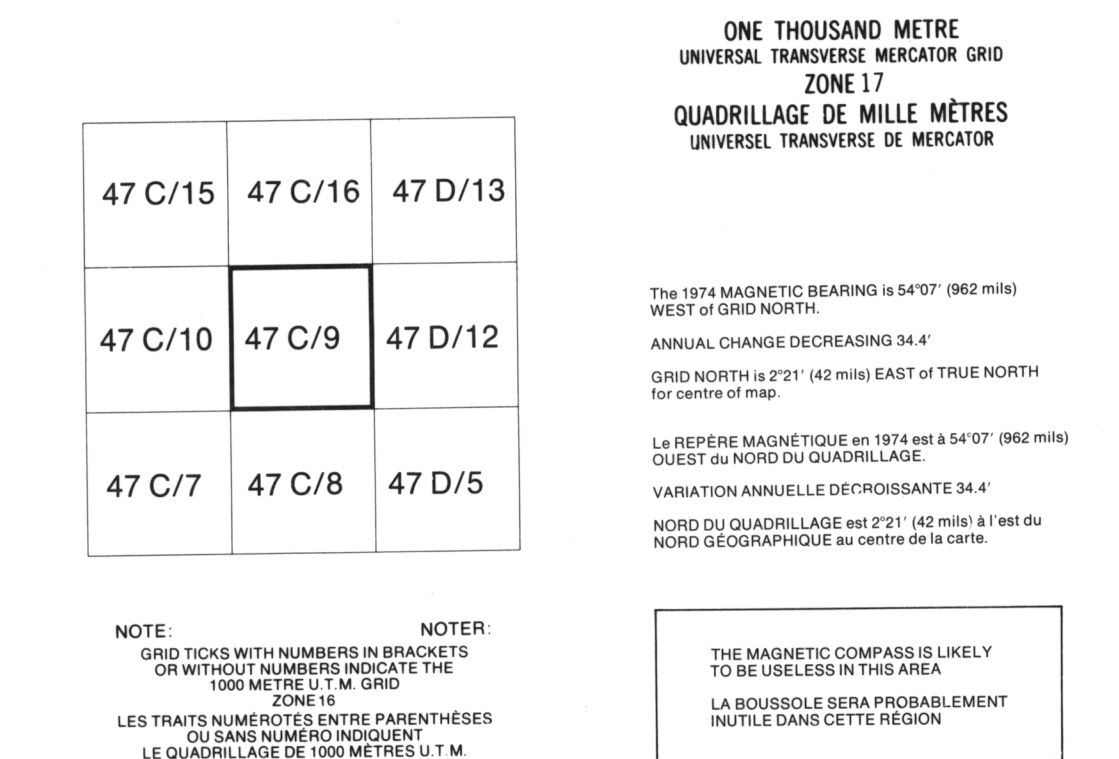 ONE THOUSAND METRE
UNIVERSAL TRANSVERSE MERCATOR GRID
ZONE 17
QUADRILLAGE DE MILLE MÈTRES
UNIVERSEL TRANSVERSE DE MERCATOR
47 C/15 47 C/16 47 D/13
47 C/10 47 C/9 47 D/12
47 C/7 47 C/8 47 D/5
The 1974 MAGNETIC BEARING is 54°07′ (962 mils)
WEST of GRID NORTH.
ANNUAL CHANGE DECREASING 34.4′
GRID NORTH is 2°21′ (42 mils) EAST of TRUE NORTH
for centre of map.
Le REPÈRE MAGNÉTIQUE en 1974 est à 54°07′ (962 mils)
OUEST du NORD DU QUADRILLAGE.
VARIATION ANNUELLE DÉCROISSANTE 34.4′
NORD DU QUADRILLAGE est 2°21′ (42 mils) à l'est du
NORD GÉOGRAPHIQUE au centre de la carte.
NOTE: NOTER:
GRID TICKS WITH NUMBERS IN BRACKETS
OR WITHOUT NUMBERS INDICATE THE
1000 METRE U.T.M. GRID
ZONE 16
LES TRAITS NUMÉROTÉS ENTRE PARENTHÈSES
OU SANS NUMÉRO INDIQUENT
LE QUADRILLAGE DE 1000 MÈTRES U.T.M.
THE MAGNETIC COMPASS IS LIKELY
TO BE USELESS IN THIS AREA
LA BOUSSOLE SERA PROBABLEMENT
INUTILE DANS CETTE RÉGION